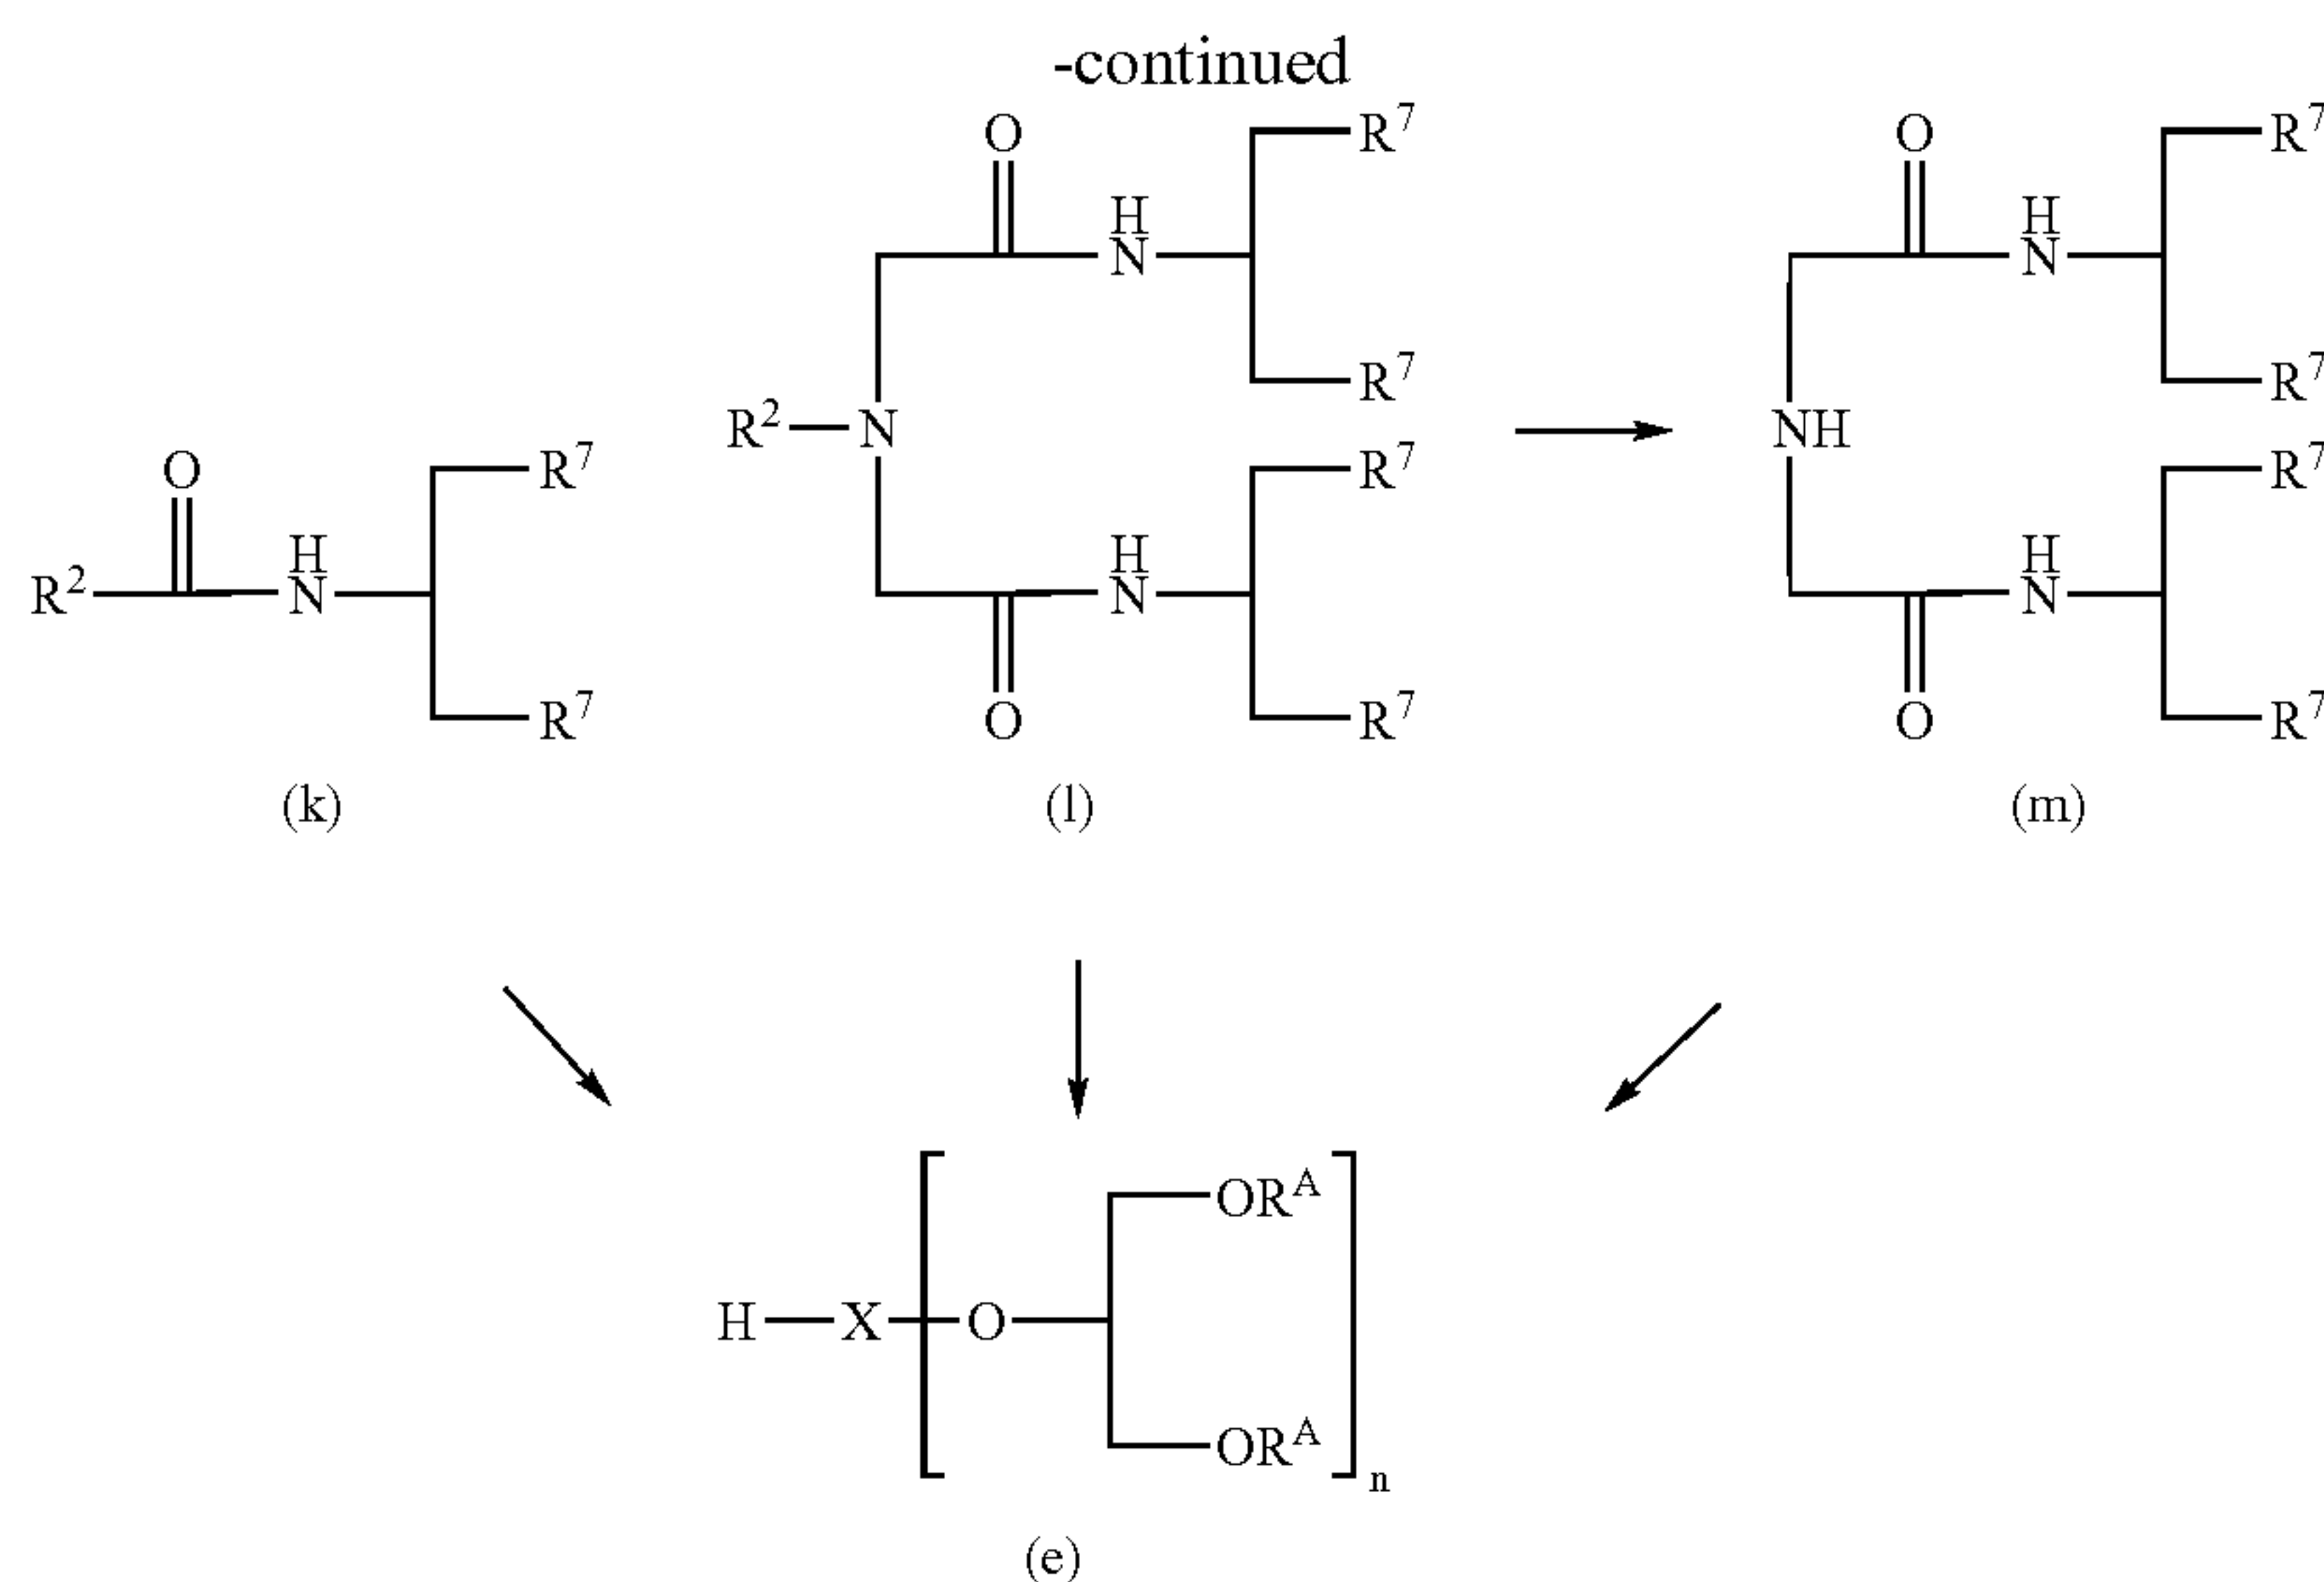 -continued
O
R⁷
O
R⁷
H
N
H
N
R⁷
R⁷
R²—N
NH
O
R⁷
R⁷
R⁷
R²
H
N
H
N
H
N
R⁷
O
R⁷
O
R⁷
(k)
(l)
(m)
ORᴬ
H—X
O
ORᴬ
n
(e)